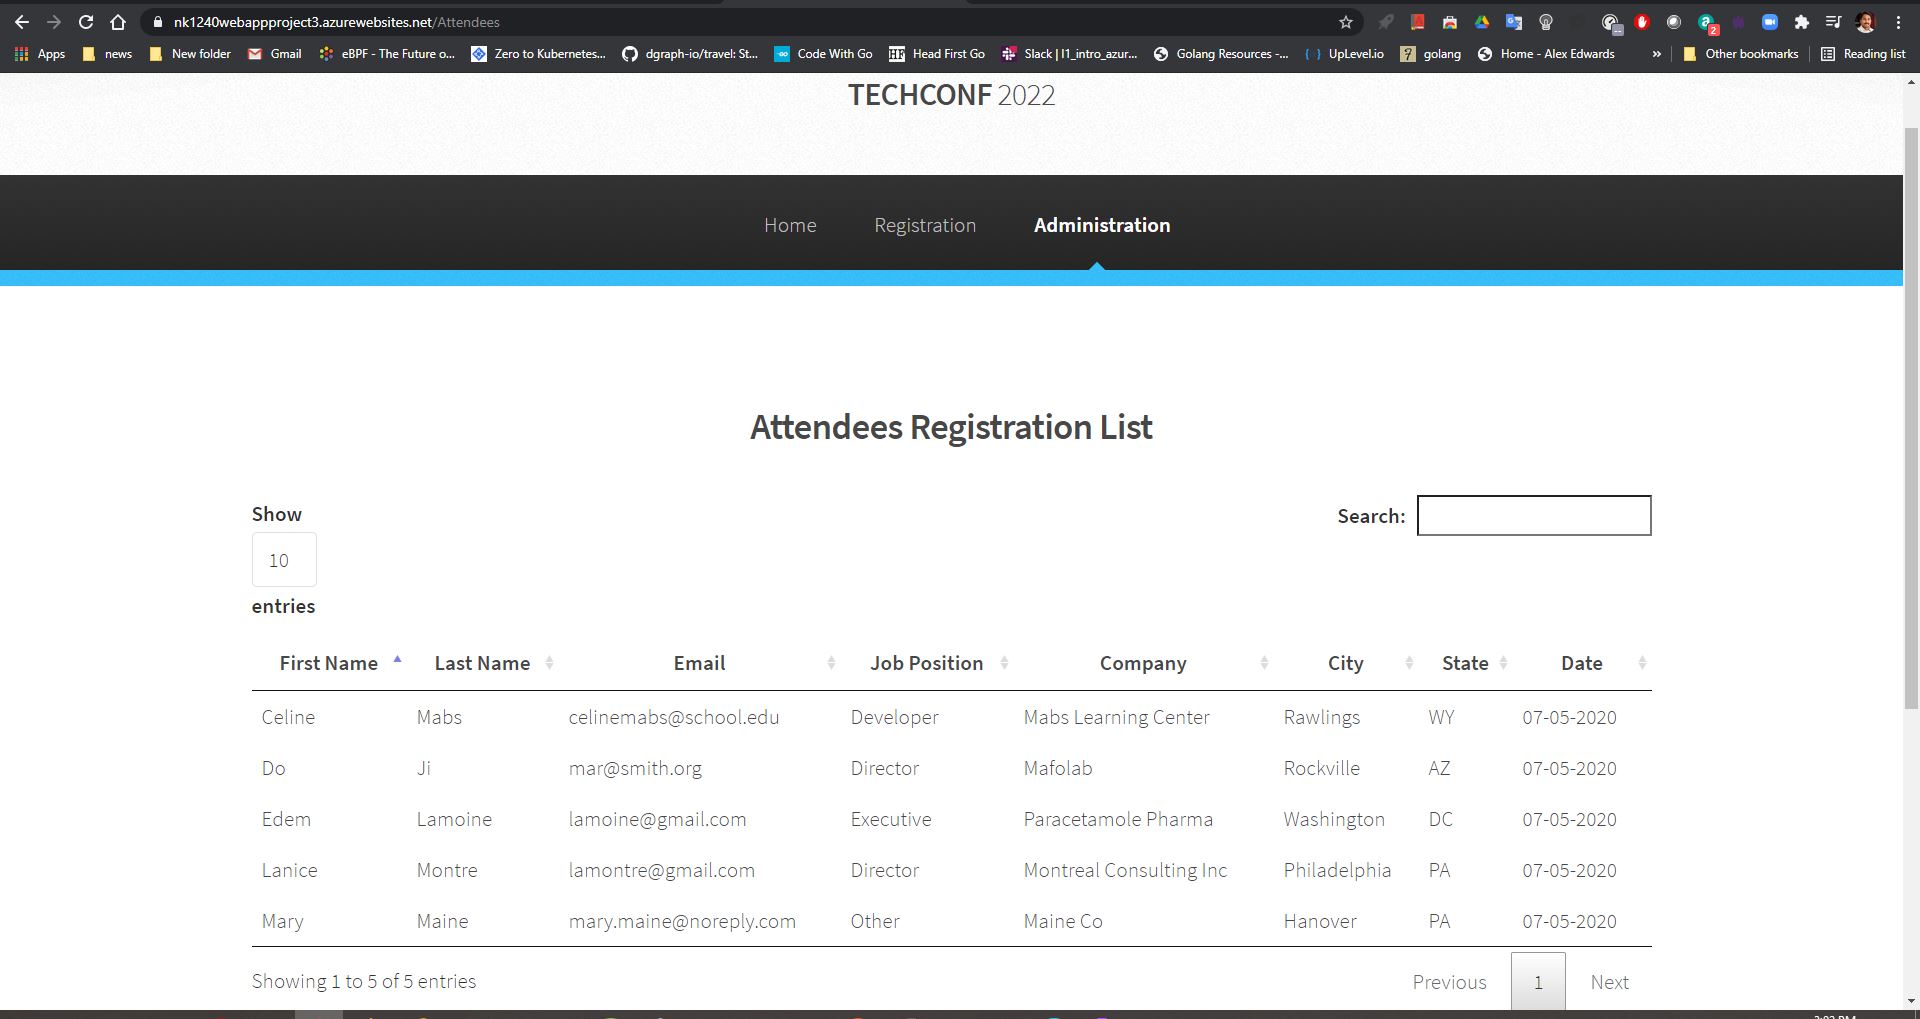 nk1240webappproject3.azurewebsites.net/Attendees
Apps news New folder Gmail eBPF - The Future o... Zero to Kubernetes... dgraph-io/travel: St... Code With Go Head First Go Slack | l1_intro_azur... Golang Resources -... UpLevel.io golang Home - Alex Edwards » Other bookmarks Reading list
TECHCONF 2022
Home Registration Administration
Attendees Registration List
Show
10
entries
Search:
First Name Last Name Email Job Position Company City State Date
Celine Mabs celinemabs@school.edu Developer Mabs Learning Center Rawlings WY 07-05-2020
Do Ji mar@smith.org Director Mafolab Rockville AZ 07-05-2020
Edem Lamoine lamoine@gmail.com Executive Paracetamole Pharma Washington DC 07-05-2020
Lanice Montre lamontre@gmail.com Director Montreal Consulting Inc Philadelphia PA 07-05-2020
Mary Maine mary.maine@noreply.com Other Maine Co Hanover PA 07-05-2020
Showing 1 to 5 of 5 entries
Previous 1 Next